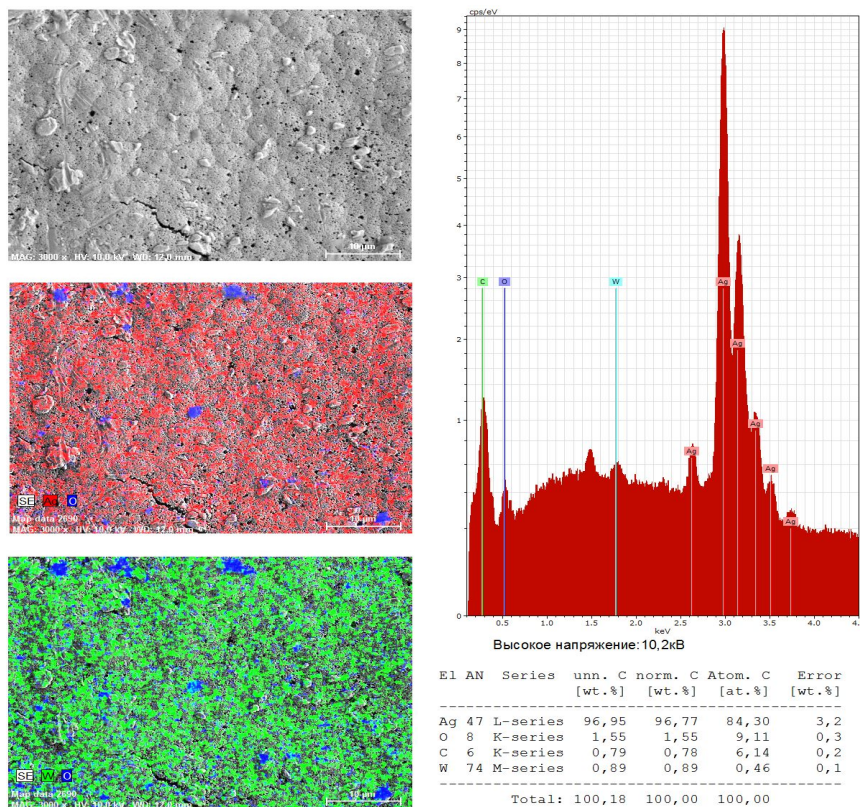 MAG: 3000 x HV: 10,0 kV WD: 12,0 mm
10 µm
SE Ag O
Map data 2690
MAG: 3000 x HV: 10,0 kV WD: 12,0 mm
10 µm
SE W O
Map data 2690
MAG: 3000 x HV: 10,0 kV WD: 12,0 mm
10 µm
cps/eV
9
8
7
6
5
4
3
2
1
0
C O W Ag
Ag
Ag
Ag
Ag
Ag
0.5 1.0 1.5 2.0 2.5 3.0 3.5 4.0 4.
keV
Высокое напряжение:10,2кВ
El AN Series unn. C norm. C Atom. C Error
[wt.%] [wt.%] [at.%] [wt.%]
Ag 47 L-series 96,95 96,77 84,30 3,2
O 8 K-series 1,55 1,55 9,11 0,3
C 6 K-series 0,79 0,78 6,14 0,2
W 74 M-series 0,89 0,89 0,46 0,1
Total: 100,18 100,00 100,00